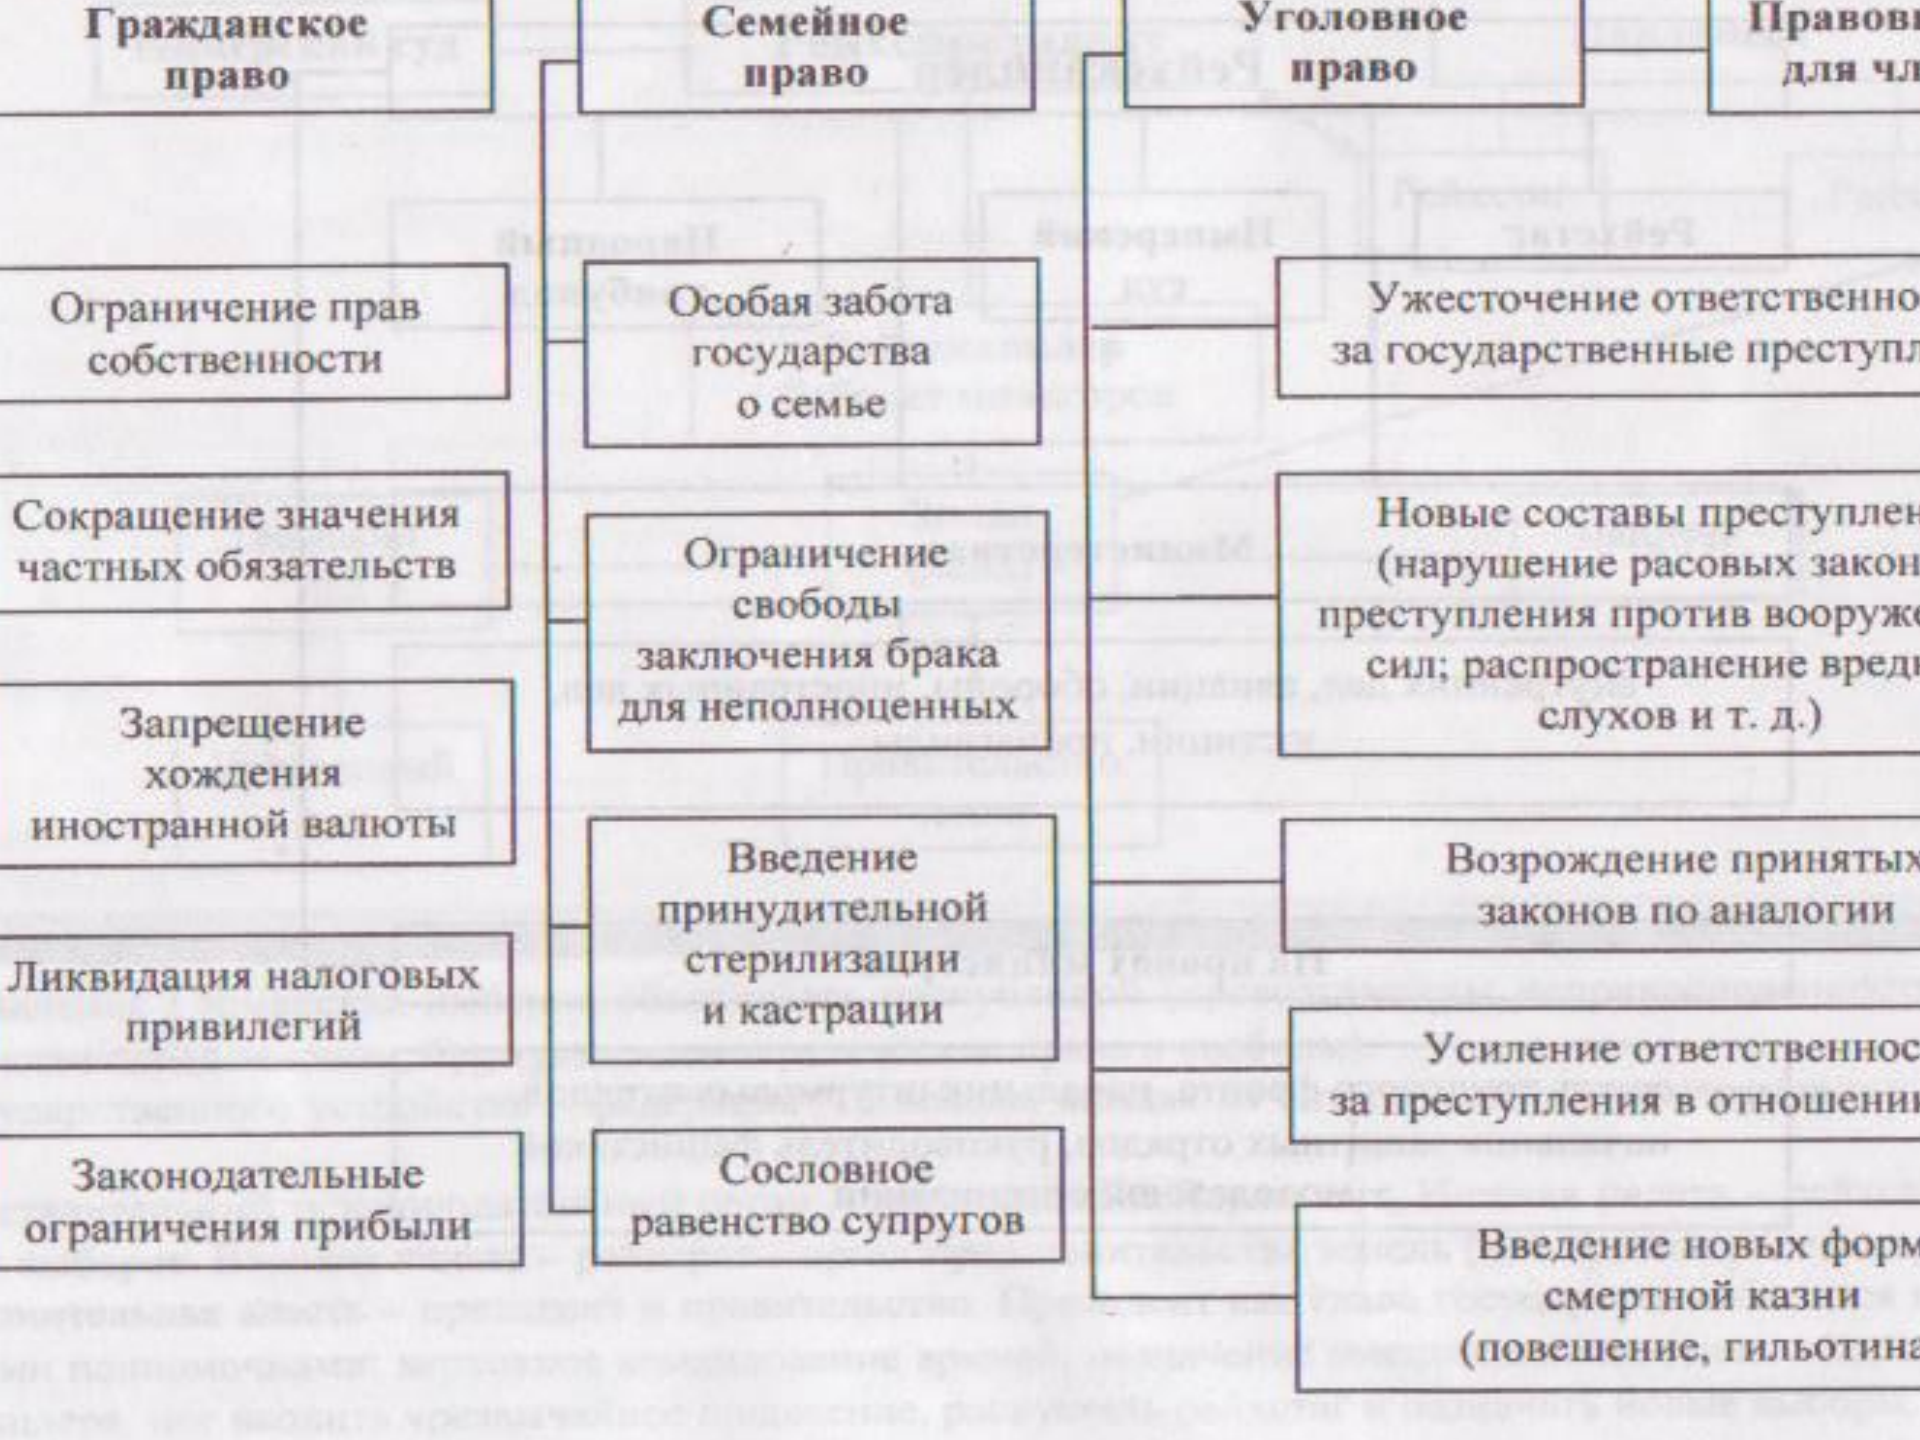 Гражданское
право
Ограничение прав
собственности
Сокращение значения
частных обязательств
Запрещение
хождения
иностранной валюты
Ликвидация налоговых
привилегий
Законодательные
ограничения прибыли
Семейное
право
Особая забота
государства
о семье
Ограничение
свободы
заключения брака
для неполноценных
Введение
принудительной
стерилизации
и кастрации
Сословное
равенство супругов
Уголовное
право
Ужесточение ответственно
за государственные преступл
Новые составы преступлен
(нарушение расовых закон
преступления против вооруже
сил; распространение вредн
слухов и т. д.)
Возрождение принятых
законов по аналогии
Усиление ответственнос
за преступления в отношении
Введение новых форм
смертной казни
(повешение, гильотина
Правовы
для чл